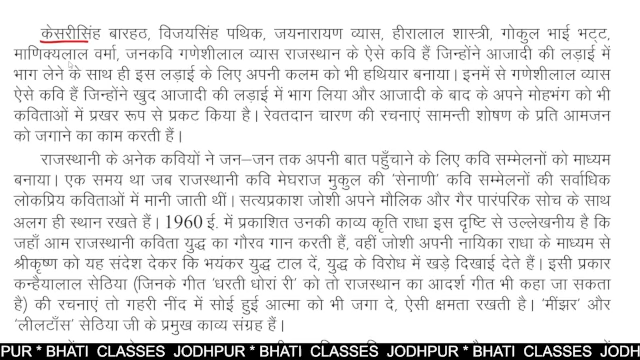 केसरीसिंह बारहठ, विजयसिंह पथिक, जयनारायण व्यास, हीरालाल शास्त्री, गोकुल भाई भट्ट,
माणिक्यलाल वर्मा, जनकवि गणेशीलाल व्यास राजस्थान के ऐसे कवि हैं जिन्होंने आजादी की लड़ाई में
भाग लेने के साथ ही इस लड़ाई के लिए अपनी कलम को भी हथियार बनाया। इनमें से गणेशीलाल व्यास
ऐसे कवि हैं जिन्होंने खुद आजादी की लड़ाई में भाग लिया और आजादी के बाद के अपने मोहभंग को भी
कविताओं में प्रखर रूप से प्रकट किया है। रेवतदान चारण की रचनाएं सामन्ती शोषण के प्रति आमजन
को जगाने का काम करती हैं।
राजस्थानी के अनेक कवियों ने जन–जन तक अपनी बात पहुँचाने के लिए कवि सम्मेलनों को माध्यम
बनाया। एक समय था जब राजस्थानी कवि मेघराज मुकुल की 'सेनाणी' कवि सम्मेलनों की सर्वाधिक
लोकप्रिय कविताओं में मानी जाती थीं। सत्यप्रकाश जोशी अपने मौलिक और गैर पारंपरिक सोच के साथ
अलग ही स्थान रखते हैं। 1960 ई. में प्रकाशित उनकी काव्य कृति राधा इस दृष्टि से उल्लेखनीय है कि
जहाँ आम राजस्थानी कविता युद्ध का गौरव गान करती हैं, वहीं जोशी अपनी नायिका राधा के माध्यम से
श्रीकृष्ण को यह संदेश देकर कि भयंकर युद्ध टाल दें, युद्ध के विरोध में खड़े दिखाई देते हैं। इसी प्रकार
कन्हैयालाल सेठिया (जिनके गीत 'धरती धोरां री' को तो राजस्थान का आदर्श गीत भी कहा जा सकता
है) की रचनाएं तो गहरी नींद में सोई हुई आत्मा को भी जगा दे, ऐसी क्षमता रखती है। 'मींझर' और
'लीलटाँस' सेठिया जी के प्रमुख काव्य संग्रह हैं।
PUR * BHATI CLASSES JODHPUR * BHATI CLASSES JODHPUR * BHATI